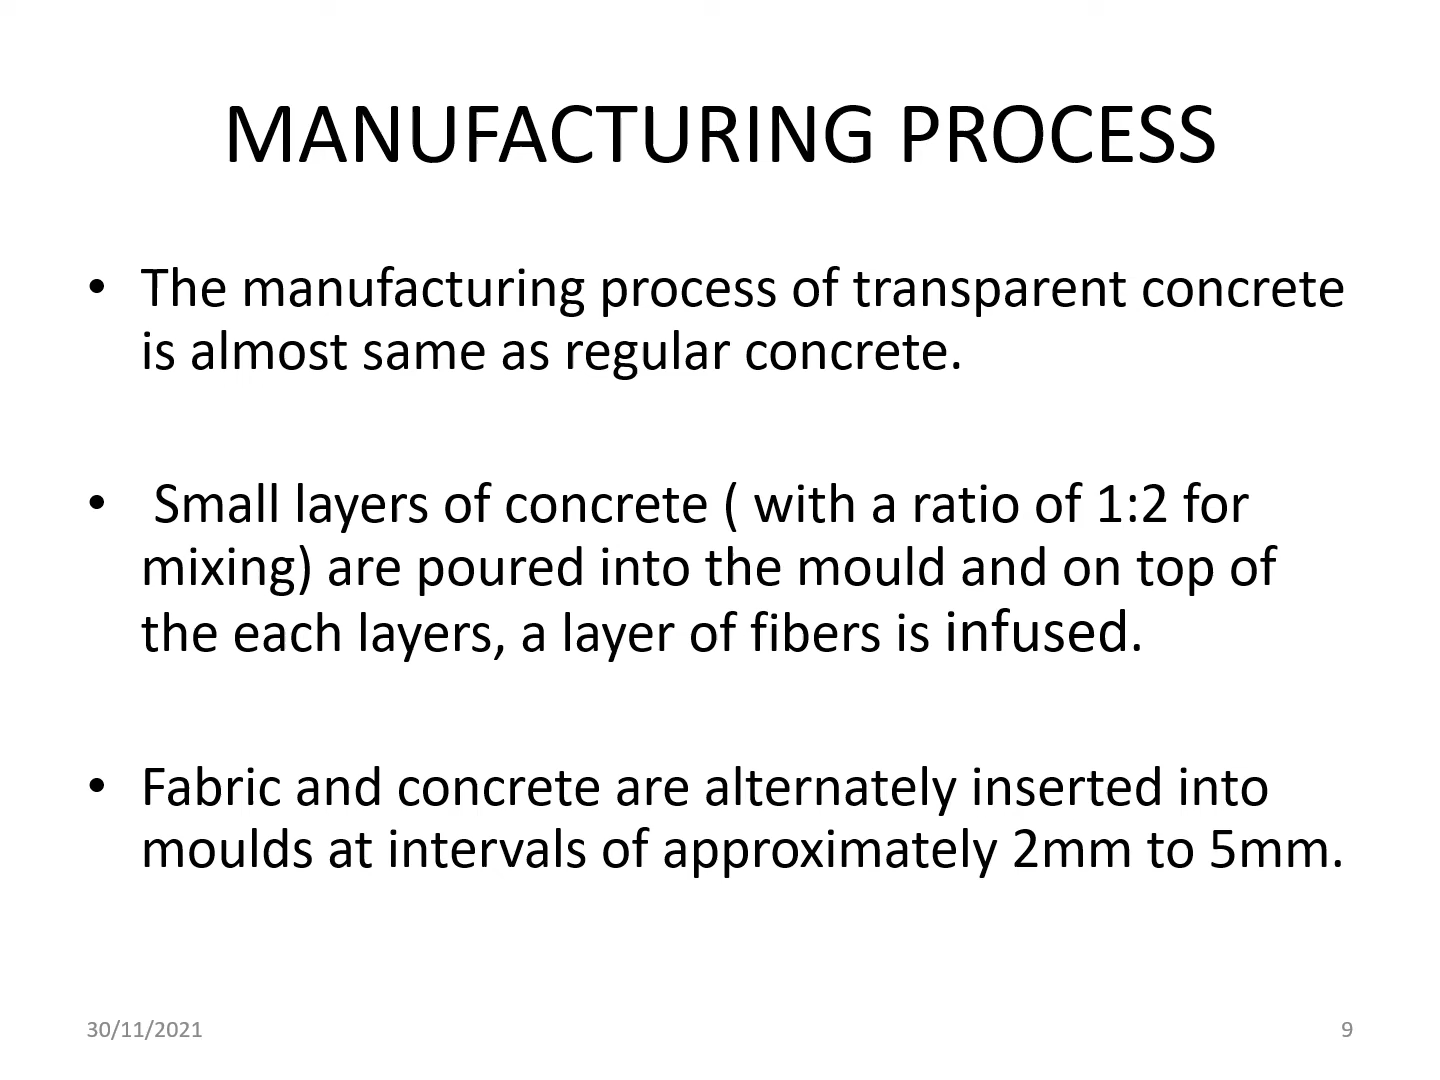 MANUFACTURING PROCESS
• The manufacturing process of transparent concrete
is almost same as regular concrete.
• Small layers of concrete ( with a ratio of 1:2 for
mixing) are poured into the mould and on top of
the each layers, a layer of fibers is infused.
• Fabric and concrete are alternately inserted into
moulds at intervals of approximately 2mm to 5mm.
30/11/2021
9